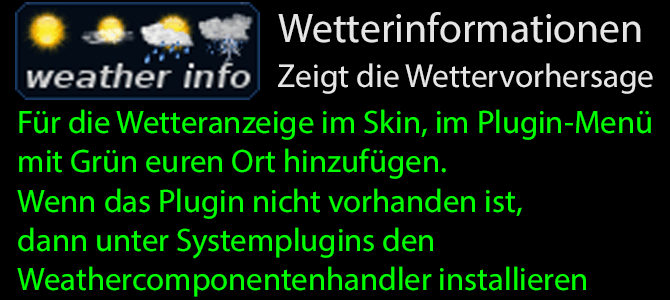 weather info
Wetterinformationen
Zeigt die Wettervorhersage
Für die Wetteranzeige im Skin, im Plugin-Menü
mit Grün euren Ort hinzufügen.
Wenn das Plugin nicht vorhanden ist,
dann unter Systemplugins den
Weathercomponentenhandler installieren